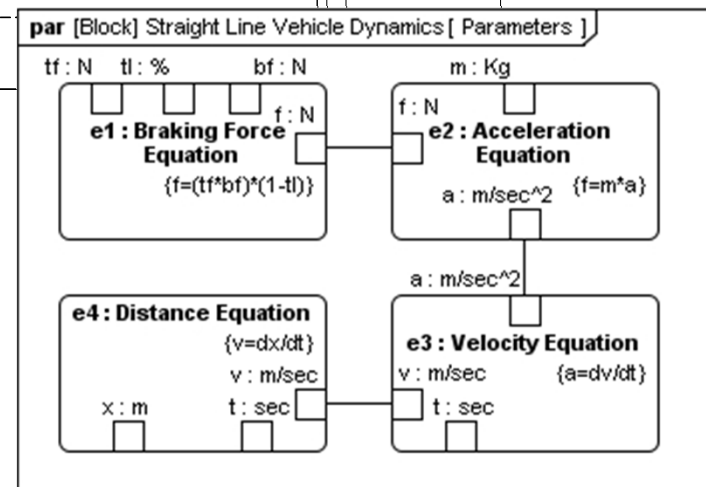 par [Block] Straight Line Vehicle Dynamics [ Parameters ]
tf : N tl : % bf : N
f : N
e1 : Braking Force
Equation
{f=(tf*bf)*(1-tl)}
m : Kg
f : N
e2 : Acceleration
Equation
{f=m*a}
a : m/sec^2
a : m/sec^2
e3 : Velocity Equation
{a=dv/dt}
v : m/sec
t : sec
e4 : Distance Equation
{v=dx/dt}
v : m/sec
x : m t : sec